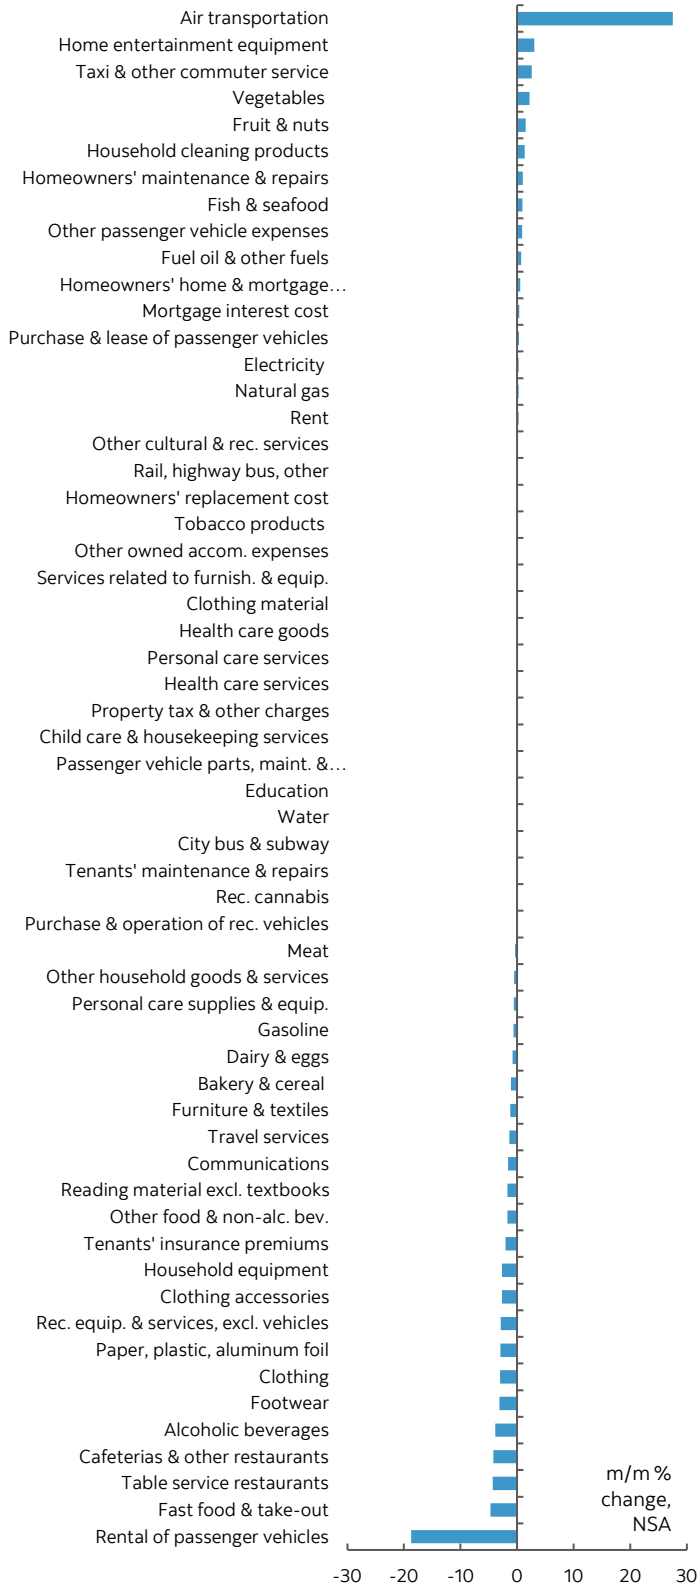 Air transportation
Home entertainment equipment
Taxi & other commuter service
Vegetables
Fruit & nuts
Household cleaning products
Homeowners' maintenance & repairs
Fish & seafood
Other passenger vehicle expenses
Fuel oil & other fuels
Homeowners' home & mortgage…
Mortgage interest cost
Purchase & lease of passenger vehicles
Electricity
Natural gas
Rent
Other cultural & rec. services
Rail, highway bus, other
Homeowners' replacement cost
Tobacco products
Other owned accom. expenses
Services related to furnish. & equip.
Clothing material
Health care goods
Personal care services
Health care services
Property tax & other charges
Child care & housekeeping services
Passenger vehicle parts, maint. &…
Education
Water
City bus & subway
Tenants' maintenance & repairs
Rec. cannabis
Purchase & operation of rec. vehicles
Meat
Other household goods & services
Personal care supplies & equip.
Gasoline
Dairy & eggs
Bakery & cereal
Furniture & textiles
Travel services
Communications
Reading material excl. textbooks
Other food & non-alc. bev.
Tenants' insurance premiums
Household equipment
Clothing accessories
Rec. equip. & services, excl. vehicles
Paper, plastic, aluminum foil
Clothing
Footwear
Alcoholic beverages
Cafeterias & other restaurants
Table service restaurants
Fast food & take-out
Rental of passenger vehicles
m/m %
change,
NSA
-30 -20 -10 0 10 20 30